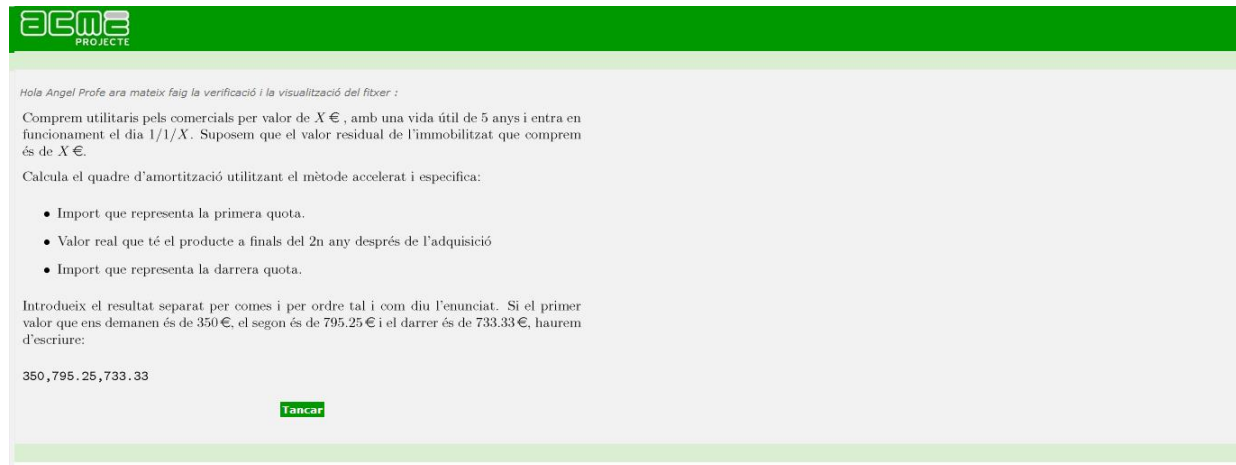 acme
PROJECTE
Hola Angel Profe ara mateix faig la verificació i la visualització del fitxer :
Comprem utilitaris pels comercials per valor de X € , amb una vida útil de 5 anys i entra en
funcionament el dia 1/1/X. Suposem que el valor residual de l'immobilitzat que comprem
és de X €.
Calcula el quadre d'amortització utilitzant el mètode accelerat i especifica:
• Import que representa la primera quota.
• Valor real que té el producte a finals del 2n any després de l'adquisició
• Import que representa la darrera quota.
Introdueix el resultat separat per comes i per ordre tal i com diu l'enunciat. Si el primer
valor que ens demanen és de 350 €, el segon és de 795.25 € i el darrer és de 733.33 €, haurem
d'escriure:
350,795.25,733.33
Tancar